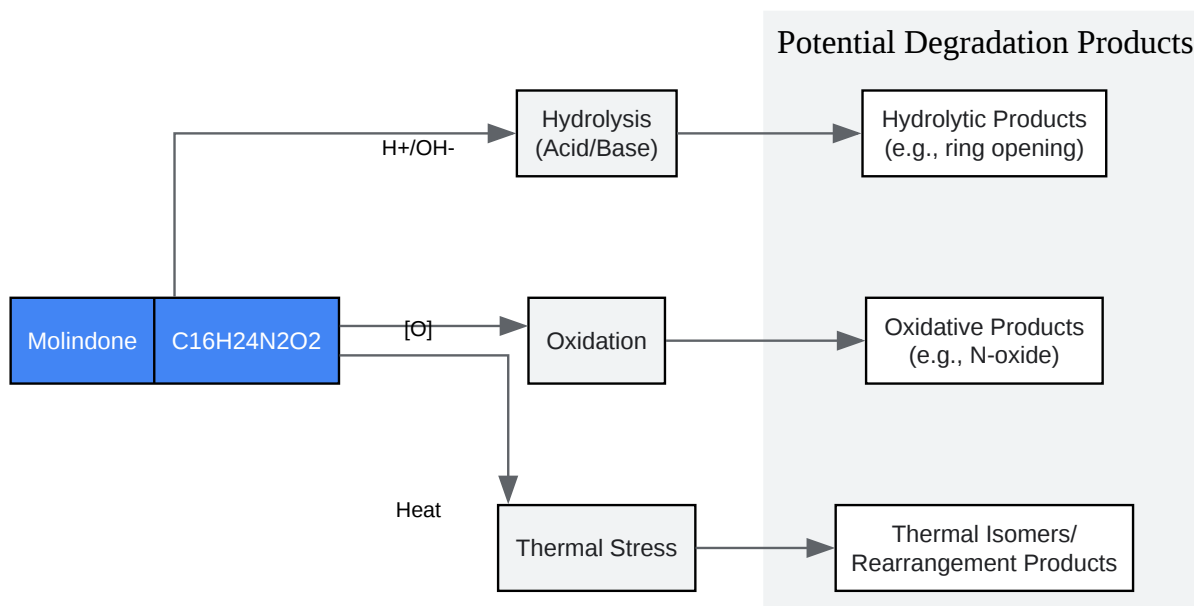 Potential Degradation Products
Hydrolysis
(Acid/Base)
H+/OH-
Hydrolytic Products
(e.g., ring opening)
Molindone
C16H24N2O2
[O]
Oxidation
Oxidative Products
(e.g., N-oxide)
Heat
Thermal Stress
Thermal Isomers/
Rearrangement Products